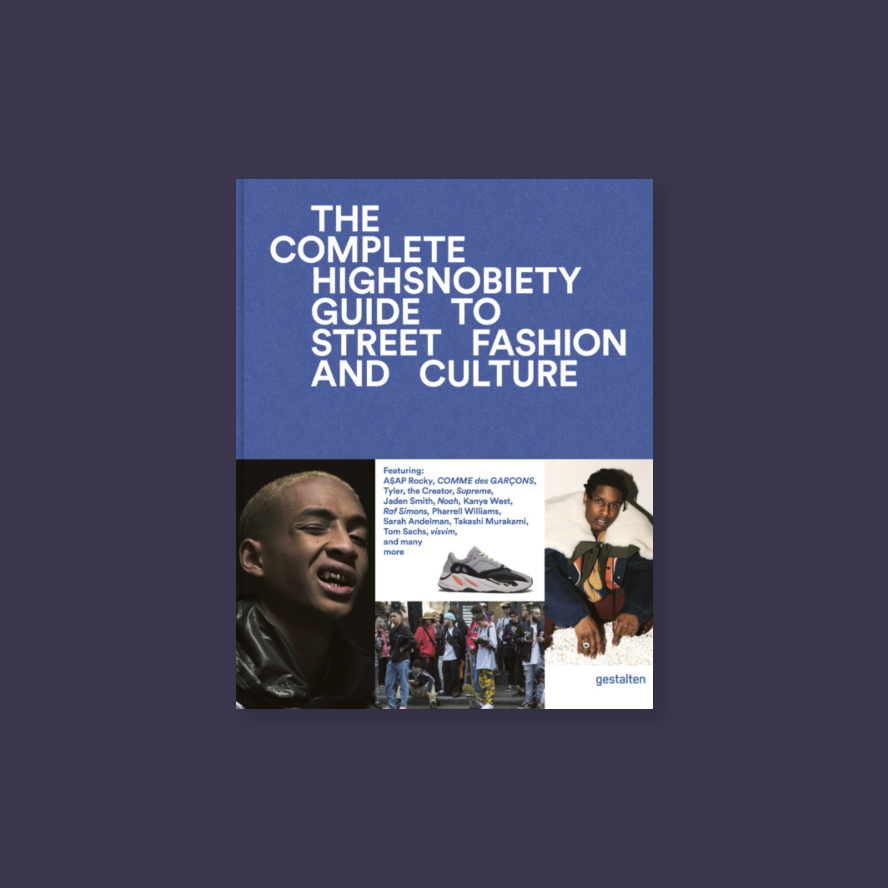 THE
COMPLETE
HIGHSNOBIETY
GUIDE TO
STREET FASHION
AND CULTURE
Featuring:
A$AP Rocky, COMME des GARÇONS,
Tyler, the Creator, Supreme,
Jaden Smith, Noah, Kanye West,
Raf Simons, Pharrell Williams,
Sarah Andelman, Takashi Murakami,
Tom Sachs, visvim,
and many
more
gestalten